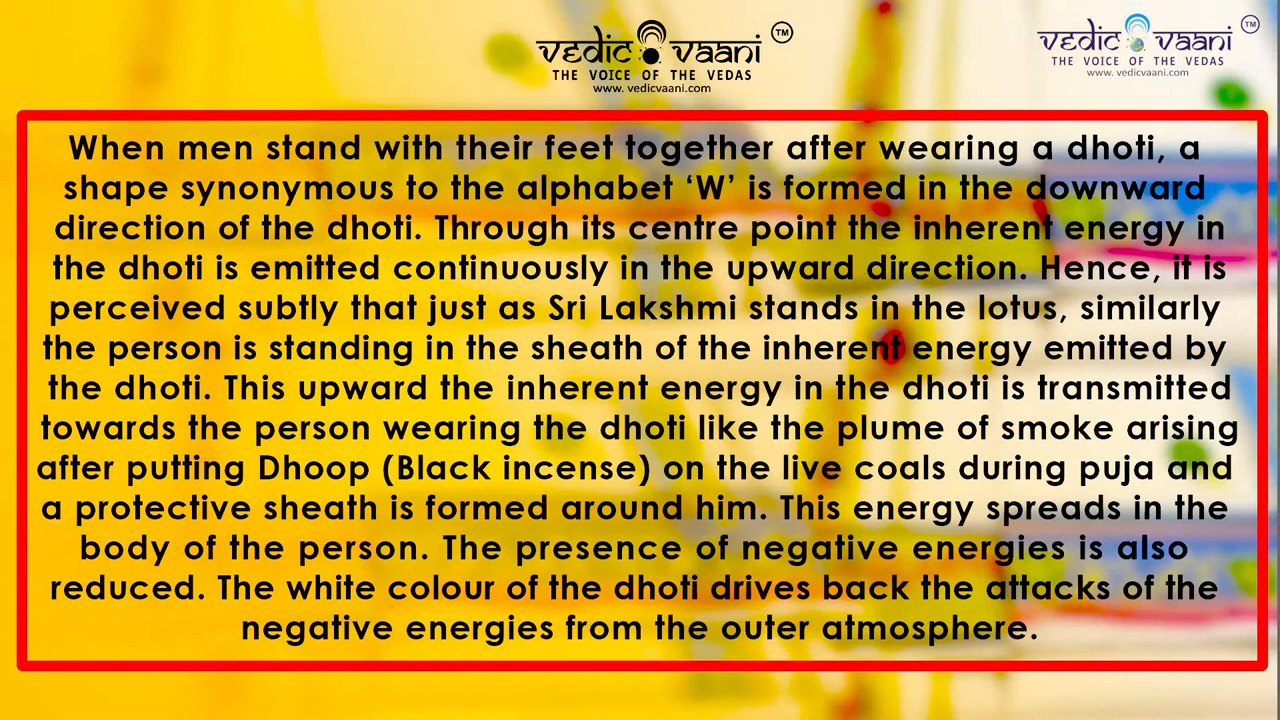 vedic vaani TM
THE VOICE OF THE VEDAS
www. vedicvaani.com
vedic vaani TM
THE VOICE OF THE VEDAS
www. vedicvaani.com
When men stand with their feet together after wearing a dhoti, a
shape synonymous to the alphabet ‘W’ is formed in the downward
direction of the dhoti. Through its centre point the inherent energy in
the dhoti is emitted continuously in the upward direction. Hence, it is
perceived subtly that just as Sri Lakshmi stands in the lotus, similarly
the person is standing in the sheath of the inherent energy emitted by
the dhoti. This upward the inherent energy in the dhoti is transmitted
towards the person wearing the dhoti like the plume of smoke arising
after putting Dhoop (Black incense) on the live coals during puja and
a protective sheath is formed around him. This energy spreads in the
body of the person. The presence of negative energies is also
reduced. The white colour of the dhoti drives back the attacks of the
negative energies from the outer atmosphere.